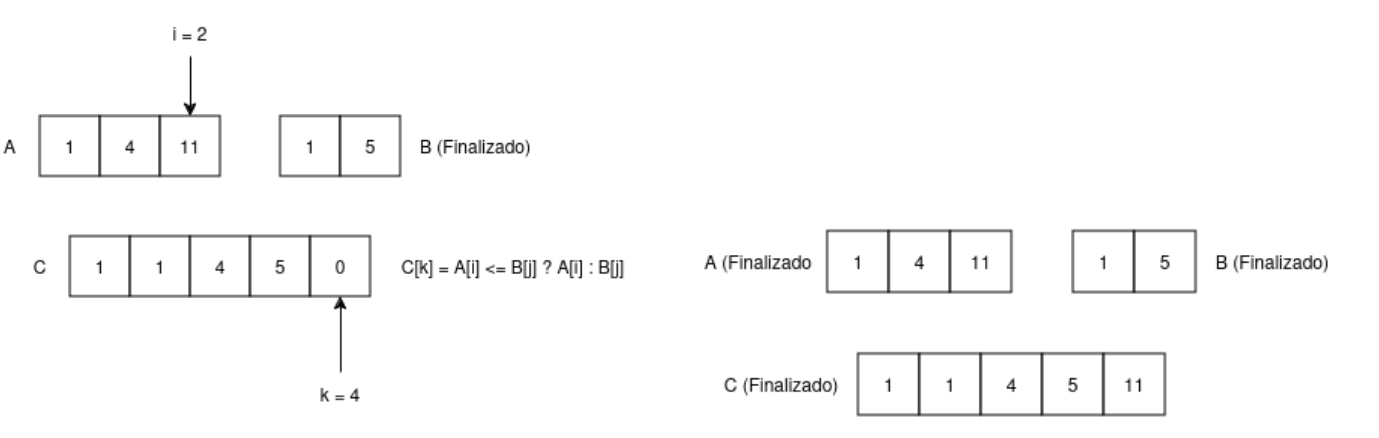 i = 2
A 1 4 11 1 5 B (Finalizado)
C 1 1 4 5 0 C[k] = A[i] <= B[j] ? A[i] : B[j]
k = 4
A (Finalizado 1 4 11 1 5 B (Finalizado)
C (Finalizado) 1 1 4 5 11